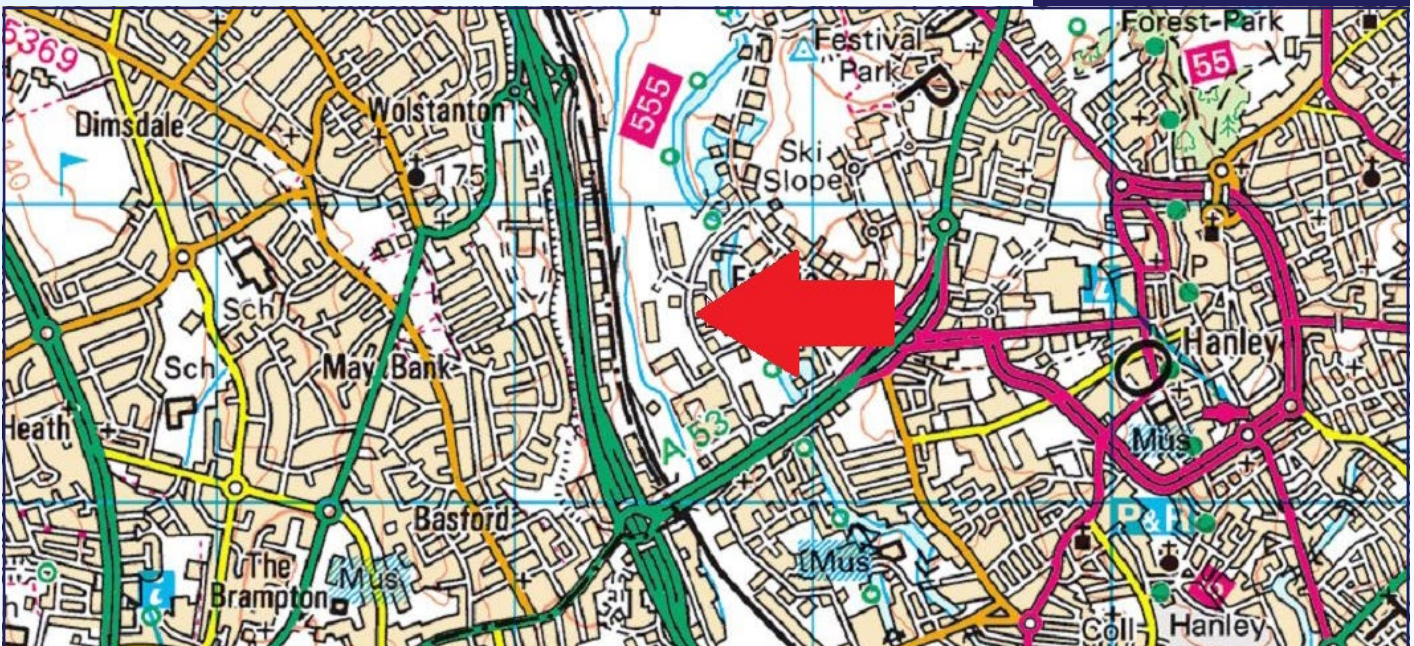 6369
Dimsdale
Wolstanton
175
555
Festival
Park
P
Forest Park
55
Ski
Slope
Sch
Sch
May Bank
Heath
A 53
P
Hanley
Mus
Basford
The
Brampton
Mus
Mus
P & R
Coll
Hanley